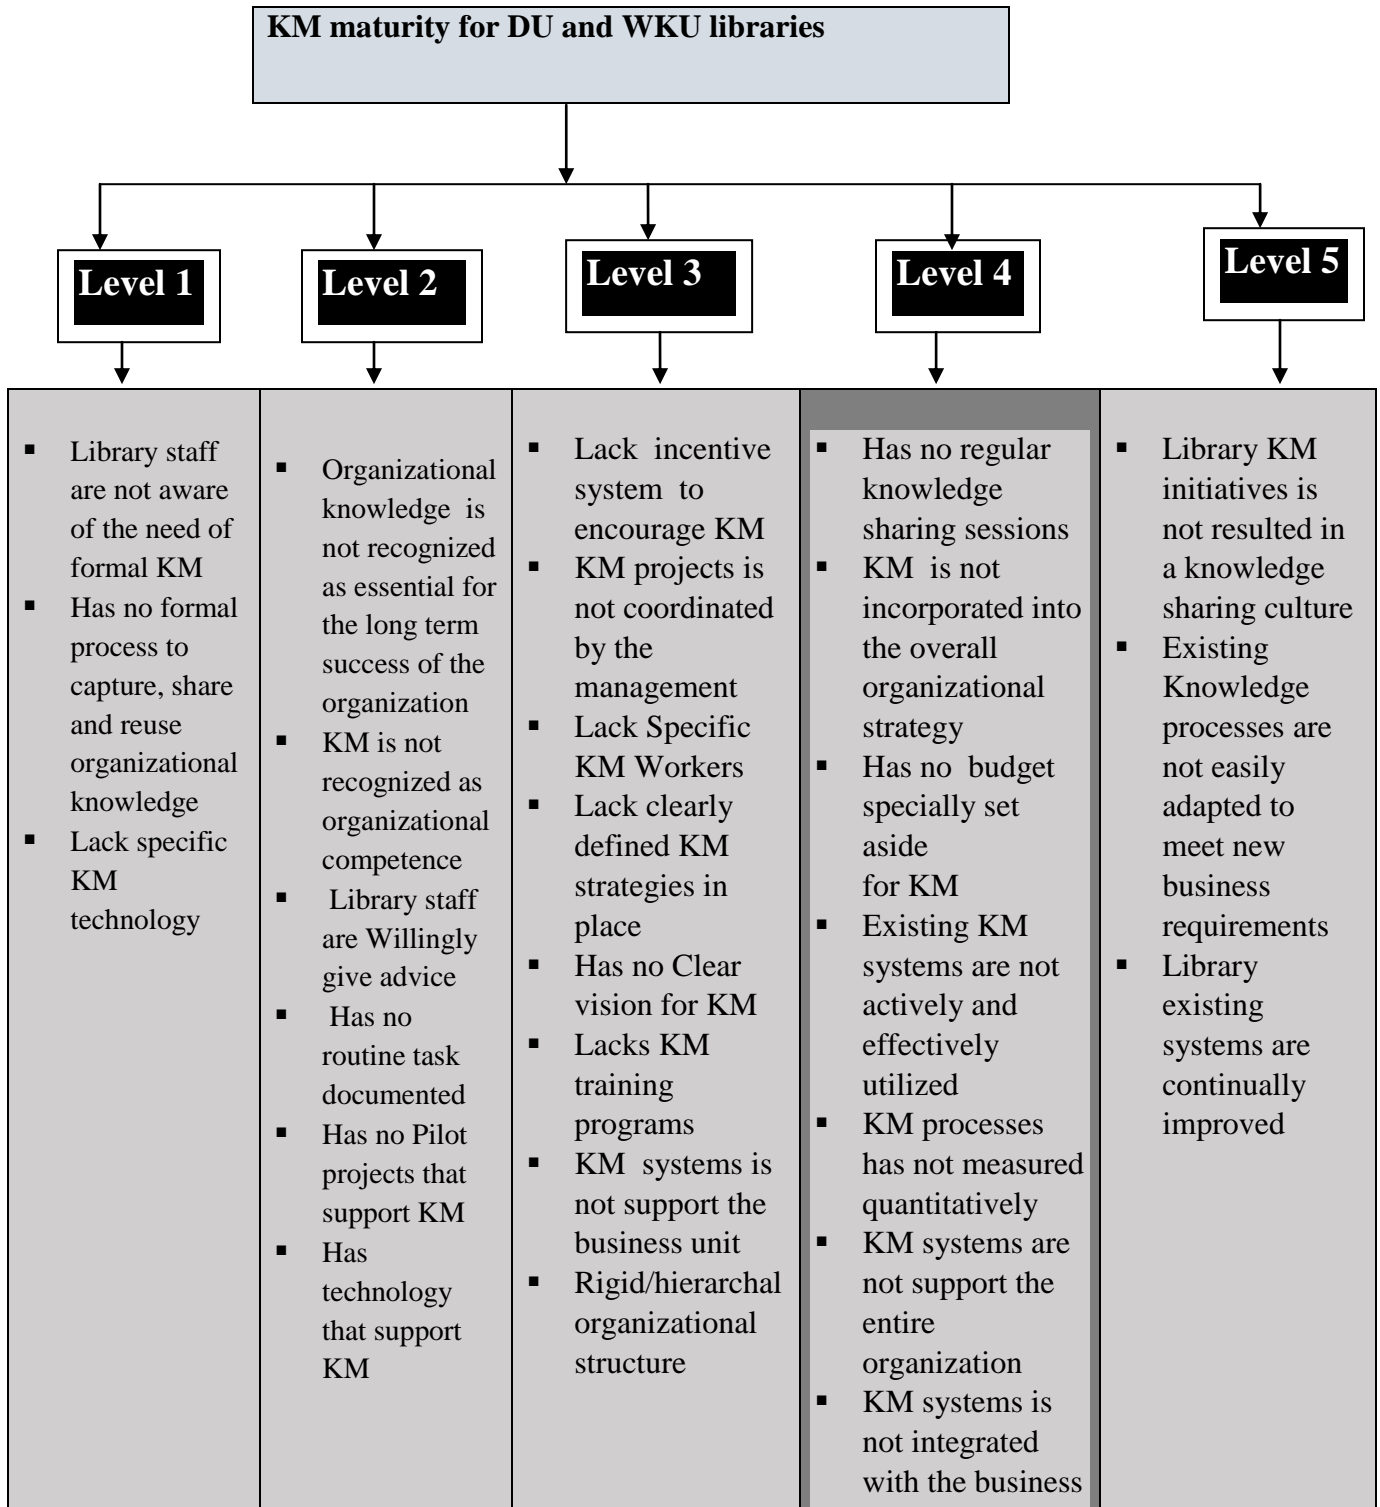 KM maturity for DU and WKU libraries
Level 1
Level 2
Level 3
Level 4
Level 5
▪ Library staff
are not aware
of the need of
formal KM
▪ Has no formal
process to
capture, share
and reuse
organizational
knowledge
▪ Lack specific
KM
technology
▪ Organizational
knowledge is
not recognized
as essential for
the long term
success of the
organization
▪ KM is not
recognized as
organizational
competence
▪ Library staff
are Willingly
give advice
▪ Has no
routine task
documented
▪ Has no Pilot
projects that
support KM
▪ Has
technology
that support
KM
▪ Lack incentive
system to
encourage KM
▪ KM projects is
not coordinated
by the
management
▪ Lack Specific
KM Workers
▪ Lack clearly
defined KM
strategies in
place
▪ Has no Clear
vision for KM
▪ Lacks KM
training
programs
▪ KM systems is
not support the
business unit
▪ Rigid/hierarchal
organizational
structure
▪ Has no regular
knowledge
sharing sessions
▪ KM is not
incorporated into
the overall
organizational
strategy
▪ Has no budget
specially set
aside
for KM
▪ Existing KM
systems are not
actively and
effectively
utilized
▪ KM processes
has not measured
quantitatively
▪ KM systems are
not support the
entire
organization
▪ KM systems is
not integrated
with the business
▪ Library KM
initiatives is
not resulted in
a knowledge
sharing culture
▪ Existing
Knowledge
processes are
not easily
adapted to
meet new
business
requirements
▪ Library
existing
systems are
continually
improved